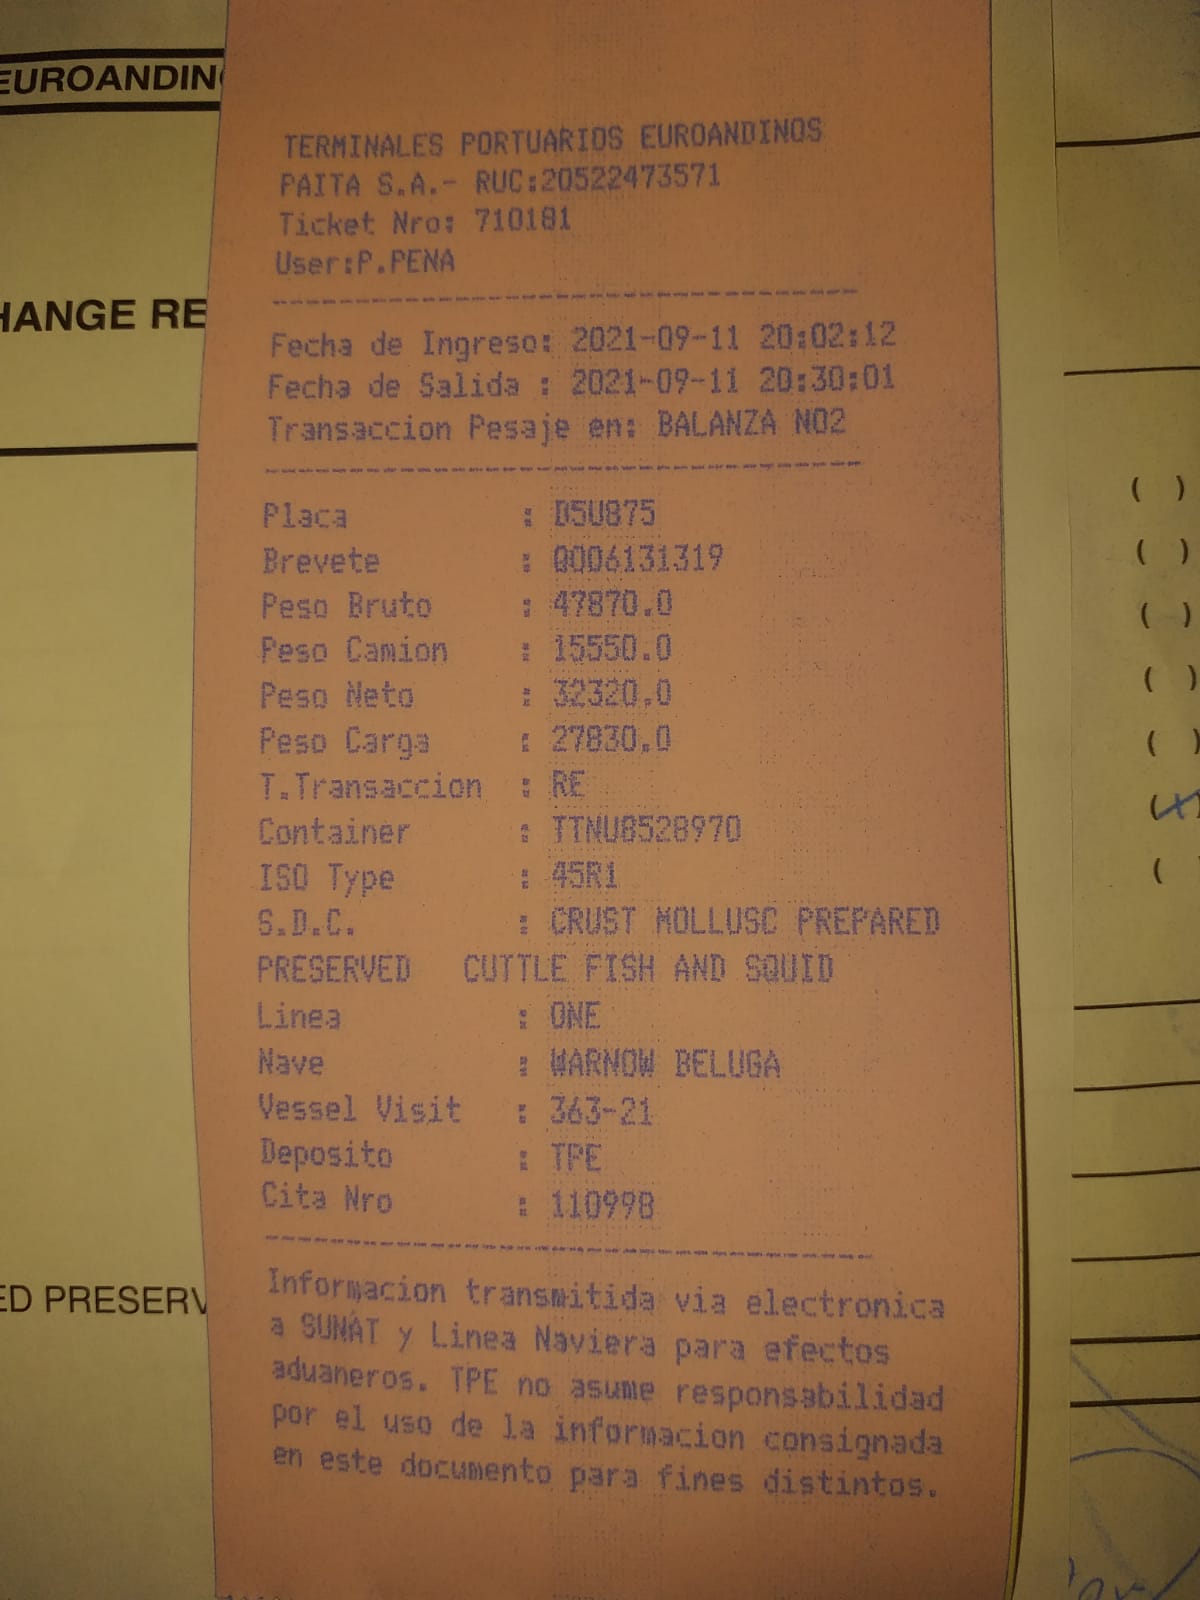 EUROANDIN
HANGE RE
ED PRESERV
TERMINALES PORTUARIOS EUROANDINOS
PAITA S.A.- RUC:20522473571
Ticket Nro: 710181
User:P.PENA
Fecha de Ingreso: 2021-09-11 20:02:12
Fecha de Salida : 2021-09-11 20:30:01
Transaccion Pesaje en: BALANZA N02
Placa : D5U875
Brevete : Q006131319
Peso Bruto : 47870.0
Peso Camion : 15550.0
Peso Neto : 32320.0
Peso Carga : 27830.0
T.Transaccion : RE
Container : TTNU8528970
ISO Type : 45R1
S.D.C. : CRUST MOLLUSC PREPARED
PRESERVED CUTTLE FISH AND SQUID
Linea : ONE
Nave : WARNOW BELUGA
Vessel Visit : 363-21
Deposito : TPE
Cita Nro : 110998
Informacion transmitida via electronica
a SUNAT y Linea Naviera para efectos
aduaneros. TPE no asume responsabilidad
por el uso de la informacion consignada
en este documento para fines distintos.
( )
( )
( )
( )
( )
(X)
(